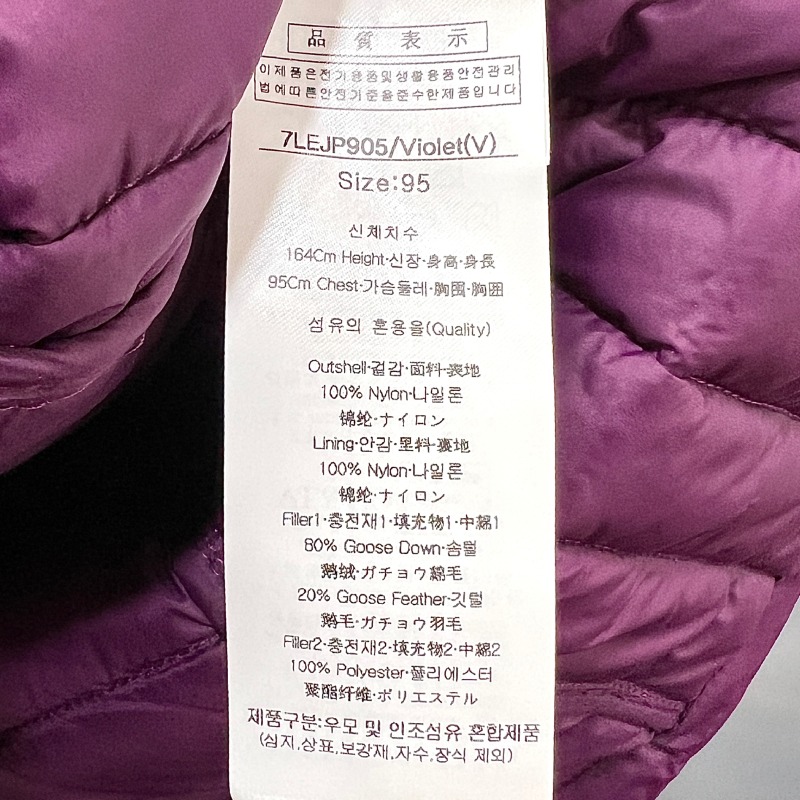 品質表示
이제품은전기용품및생활용품안전관리
법에따른안전기준을준수한제품입니다
7LEJP905/Violet(V)
Size:95
신체치수
164Cm Height·신장·身高·身長
95Cm Chest·가슴둘레·胸围·胸囲
섬유의 혼용율(Quality)
Outshell·겉감·面料·表地
100% Nylon·나일론
锦纶·ナイロン
Lining·안감·里料·裏地
100% Nylon·나일론
锦纶·ナイロン
Filler1·충전재1·填充物1·中綿1
80% Goose Down·솜털
鹅绒·ガチョウ綿毛
20% Goose Feather·깃털
鹅毛·ガチョウ羽毛
Filler2·충전재2·填充物2·中綿2
100% Polyester·폴리에스터
聚酯纤维·ポリエステル
제품구분:우모 및 인조섬유 혼합제품
(심지,상표,보강재,자수,장식 제외)